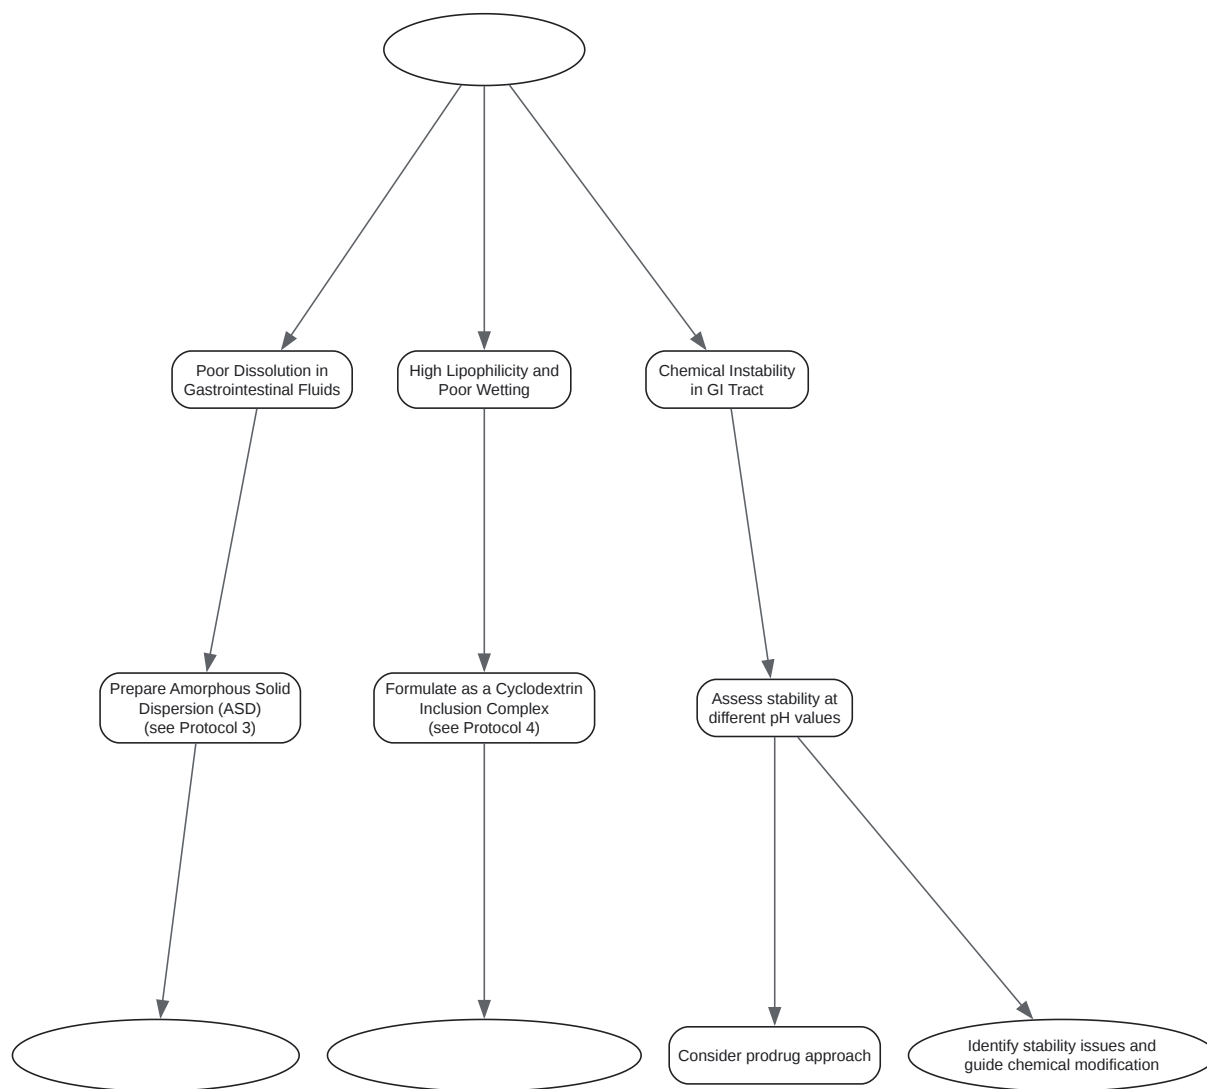 Poor Dissolution in
Gastrointestinal Fluids
High Lipophilicity and
Poor Wetting
Chemical Instability
in GI Tract
Prepare Amorphous Solid
Dispersion (ASD)
(see Protocol 3)
Formulate as a Cyclodextrin
Inclusion Complex
(see Protocol 4)
Assess stability at
different pH values
Consider prodrug approach
Identify stability issues and
guide chemical modification